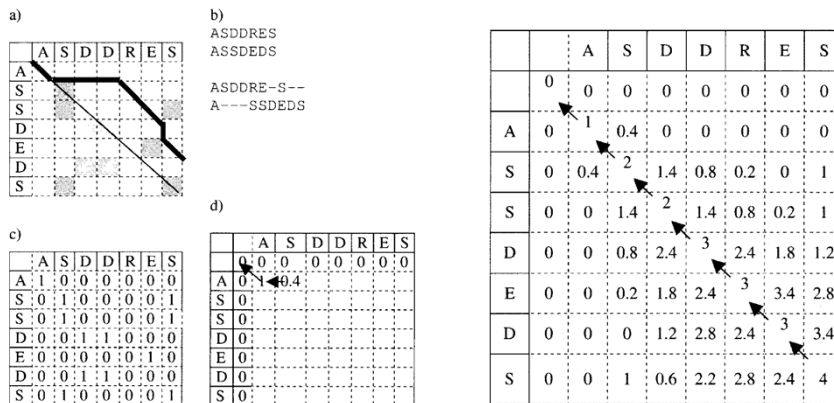 a)
A S D D R E S
A
S
S
D
E
D
S
b)
ASDDRES
ASSDEDS
ASDDRE-S--
A---SSDEDS
c)
A S D D R E S
A 1 0 0 0 0 0 0
S 0 1 0 0 0 0 1
S 0 1 0 0 0 0 1
D 0 0 1 1 0 0 0
E 0 0 0 0 0 1 0
D 0 0 1 1 0 0 0
S 0 1 0 0 0 0 1
d)
A S D D R E S
0 0 0 0 0 0 0 0
A 0 1 0.4
S 0
S 0
D 0
E 0
D 0
S 0
A S D D R E S
0 0 0 0 0 0 0 0
A 0 1 0.4 0 0 0 0 0
S 0 0.4 2 1.4 0.8 0.2 0 1
S 0 0 1.4 2 1.4 0.8 0.2 1
D 0 0 0.8 2.4 3 2.4 1.8 1.2
E 0 0 0.2 1.8 2.4 3 3.4 2.8
D 0 0 0 1.2 2.8 2.4 3 3.4
S 0 0 1 0.6 2.2 2.8 2.4 4